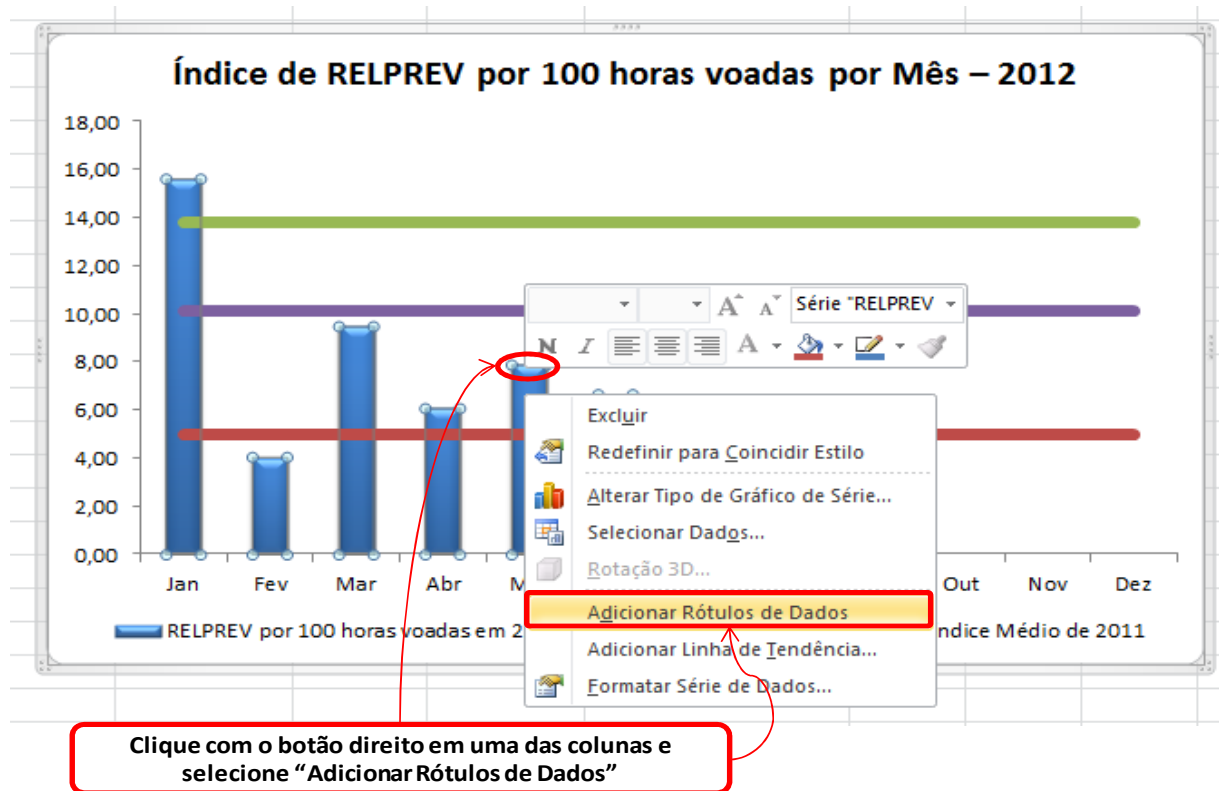 Índice de RELPREV por 100 horas voadas por Mês – 2012
18,00
16,00
14,00
12,00
10,00
8,00
6,00
4,00
2,00
0,00
Jan Fev Mar Abr M Out Nov Dez
RELPREV por 100 horas voadas em 2 ndice Médio de 2011
A A Série "RELPREV
N I A
Excluir
Redefinir para Coincidir Estilo
Alterar Tipo de Gráfico de Série...
Selecionar Dados...
Rotação 3D...
Adicionar Rótulos de Dados
Adicionar Linha de Tendência...
Formatar Série de Dados...
Clique com o botão direito em uma das colunas e
selecione “Adicionar Rótulos de Dados”